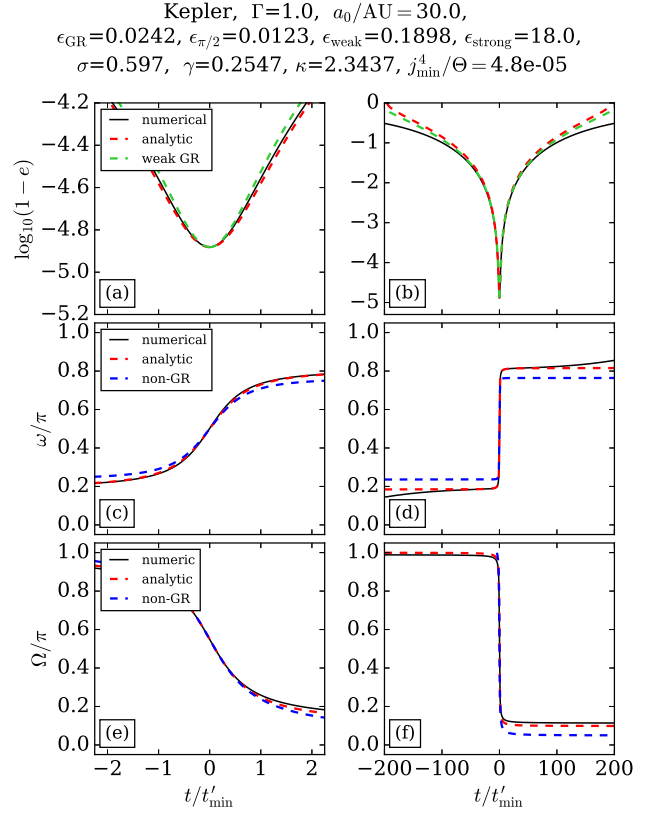 Kepler, Γ=1.0, a₀/AU=30.0,
ϵ_GR=0.0242, ϵ_π/2=0.0123, ϵ_weak=0.1898, ϵ_strong=18.0,
σ=0.597, γ=0.2547, κ=2.3437, j⁴_min/Θ=4.8e-05
log₁₀(1 − e)
−4.2
−4.4
−4.6
−4.8
−5.0
−5.2
numerical
analytic
weak GR
(a)
0
−1
−2
−3
−4
−5
(b)
ω/π
1.0
0.8
0.6
0.4
0.2
0.0
numerical
analytic
non-GR
(c)
1.0
0.8
0.6
0.4
0.2
0.0
(d)
Ω/π
1.0
0.8
0.6
0.4
0.2
0.0
numeric
analytic
non-GR
(e)
−2 −1 0 1 2
t/t′_min
1.0
0.8
0.6
0.4
0.2
0.0
(f)
−200 −100 0 100 200
t/t′_min